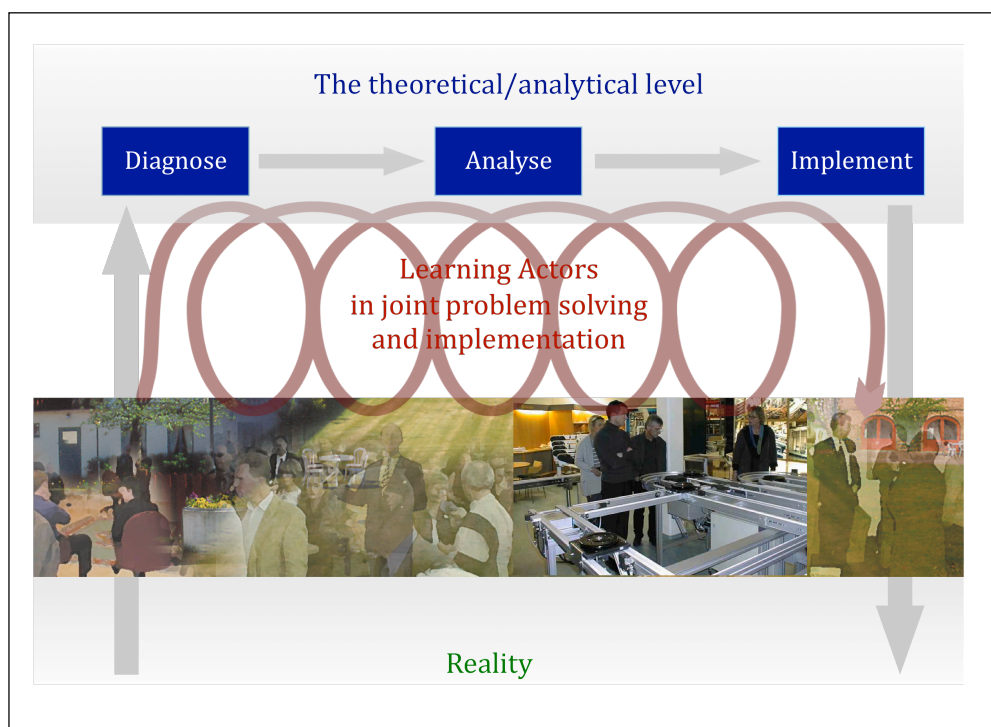 The theoretical/analytical level
Diagnose
Analyse
Implement
Learning Actors
in joint problem solving
and implementation
Reality